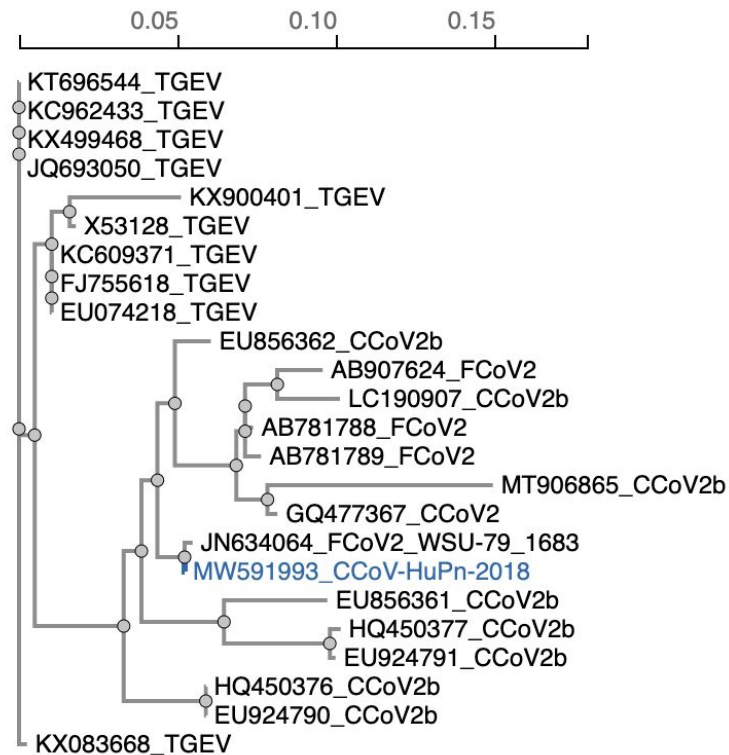 0.05 0.10 0.15
KT696544_TGEV
KC962433_TGEV
KX499468_TGEV
JQ693050_TGEV
KX900401_TGEV
X53128_TGEV
KC609371_TGEV
FJ755618_TGEV
EU074218_TGEV
EU856362_CCoV2b
AB907624_FCoV2
LC190907_CCoV2b
AB781788_FCoV2
AB781789_FCoV2
MT906865_CCoV2b
GQ477367_CCoV2
JN634064_FCoV2_WSU-79_1683
MW591993_CCoV-HuPn-2018
EU856361_CCoV2b
HQ450377_CCoV2b
EU924791_CCoV2b
HQ450376_CCoV2b
EU924790_CCoV2b
KX083668_TGEV